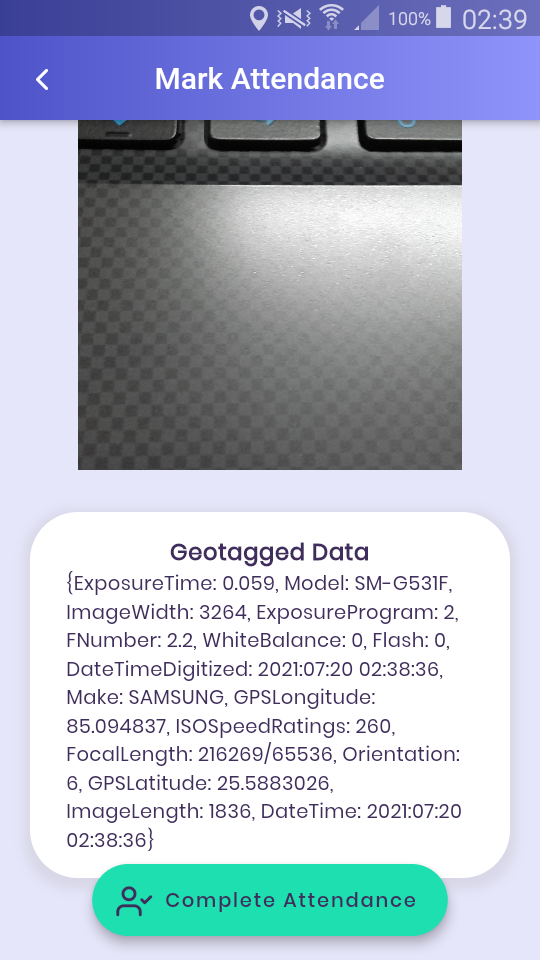 100% 02:39
Mark Attendance
Geotagged Data
{ExposureTime: 0.059, Model: SM-G531F,
ImageWidth: 3264, ExposureProgram: 2,
FNumber: 2.2, WhiteBalance: 0, Flash: 0,
DateTimeDigitized: 2021:07:20 02:38:36,
Make: SAMSUNG, GPSLongitude:
85.094837, ISOSpeedRatings: 260,
FocalLength: 216269/65536, Orientation:
6, GPSLatitude: 25.5883026,
ImageLength: 1836, DateTime: 2021:07:20
02:38:36}
Complete Attendance